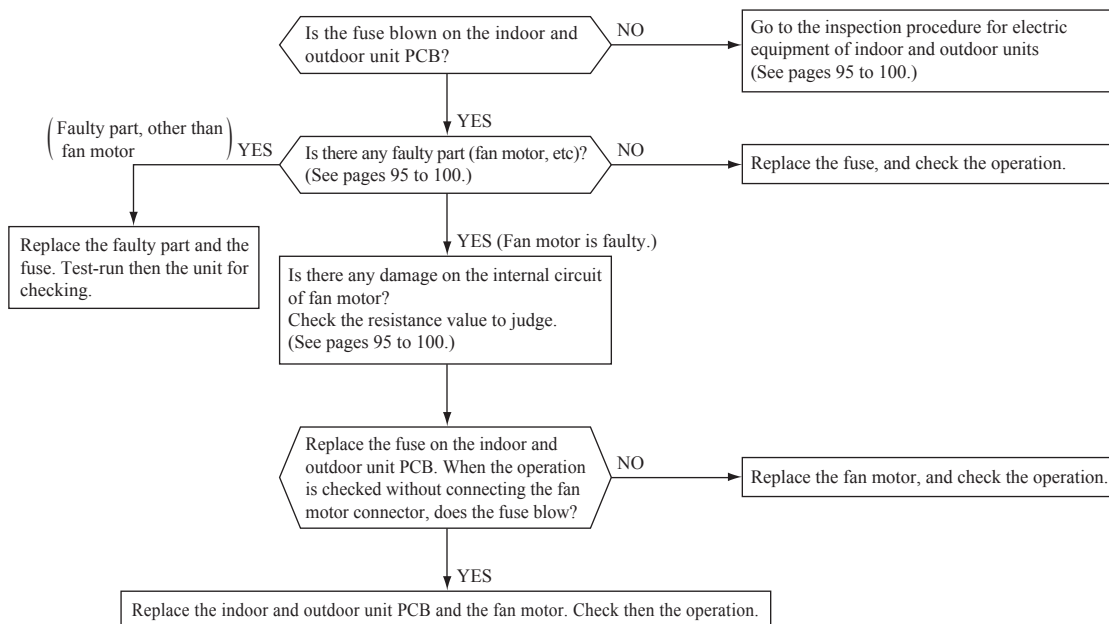 Is the fuse blown on the indoor and
outdoor unit PCB?
NO
Go to the inspection procedure for electric
equipment of indoor and outdoor units
(See pages 95 to 100.)
YES
(Faulty part, other than
fan motor)
YES
Is there any faulty part (fan motor, etc)?
(See pages 95 to 100.)
NO
Replace the fuse, and check the operation.
Replace the faulty part and the
fuse. Test-run then the unit for
checking.
YES (Fan motor is faulty.)
Is there any damage on the internal circuit
of fan motor?
Check the resistance value to judge.
(See pages 95 to 100.)
Replace the fuse on the indoor and
outdoor unit PCB. When the operation
is checked without connecting the fan
motor connector, does the fuse blow?
NO
Replace the fan motor, and check the operation.
YES
Replace the indoor and outdoor unit PCB and the fan motor. Check then the operation.